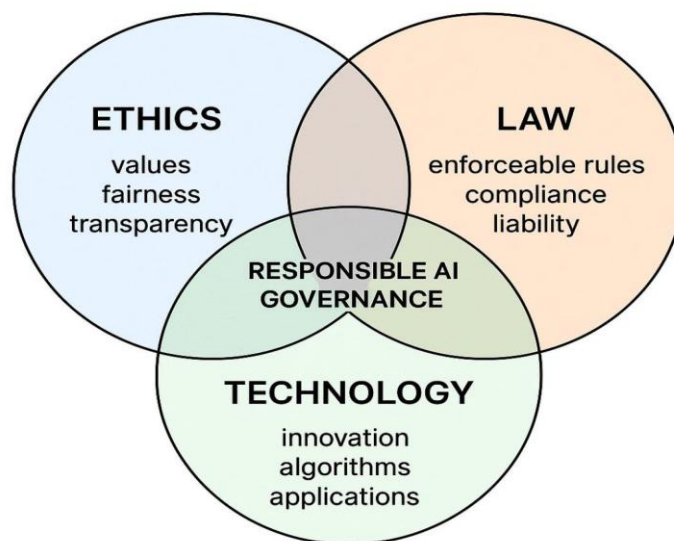 ETHICS
values
fairness
transparency
LAW
enforceable rules
compliance
liability
RESPONSIBLE AI
GOVERNANCE
TECHNOLOGY
innovation
algorithms
applications